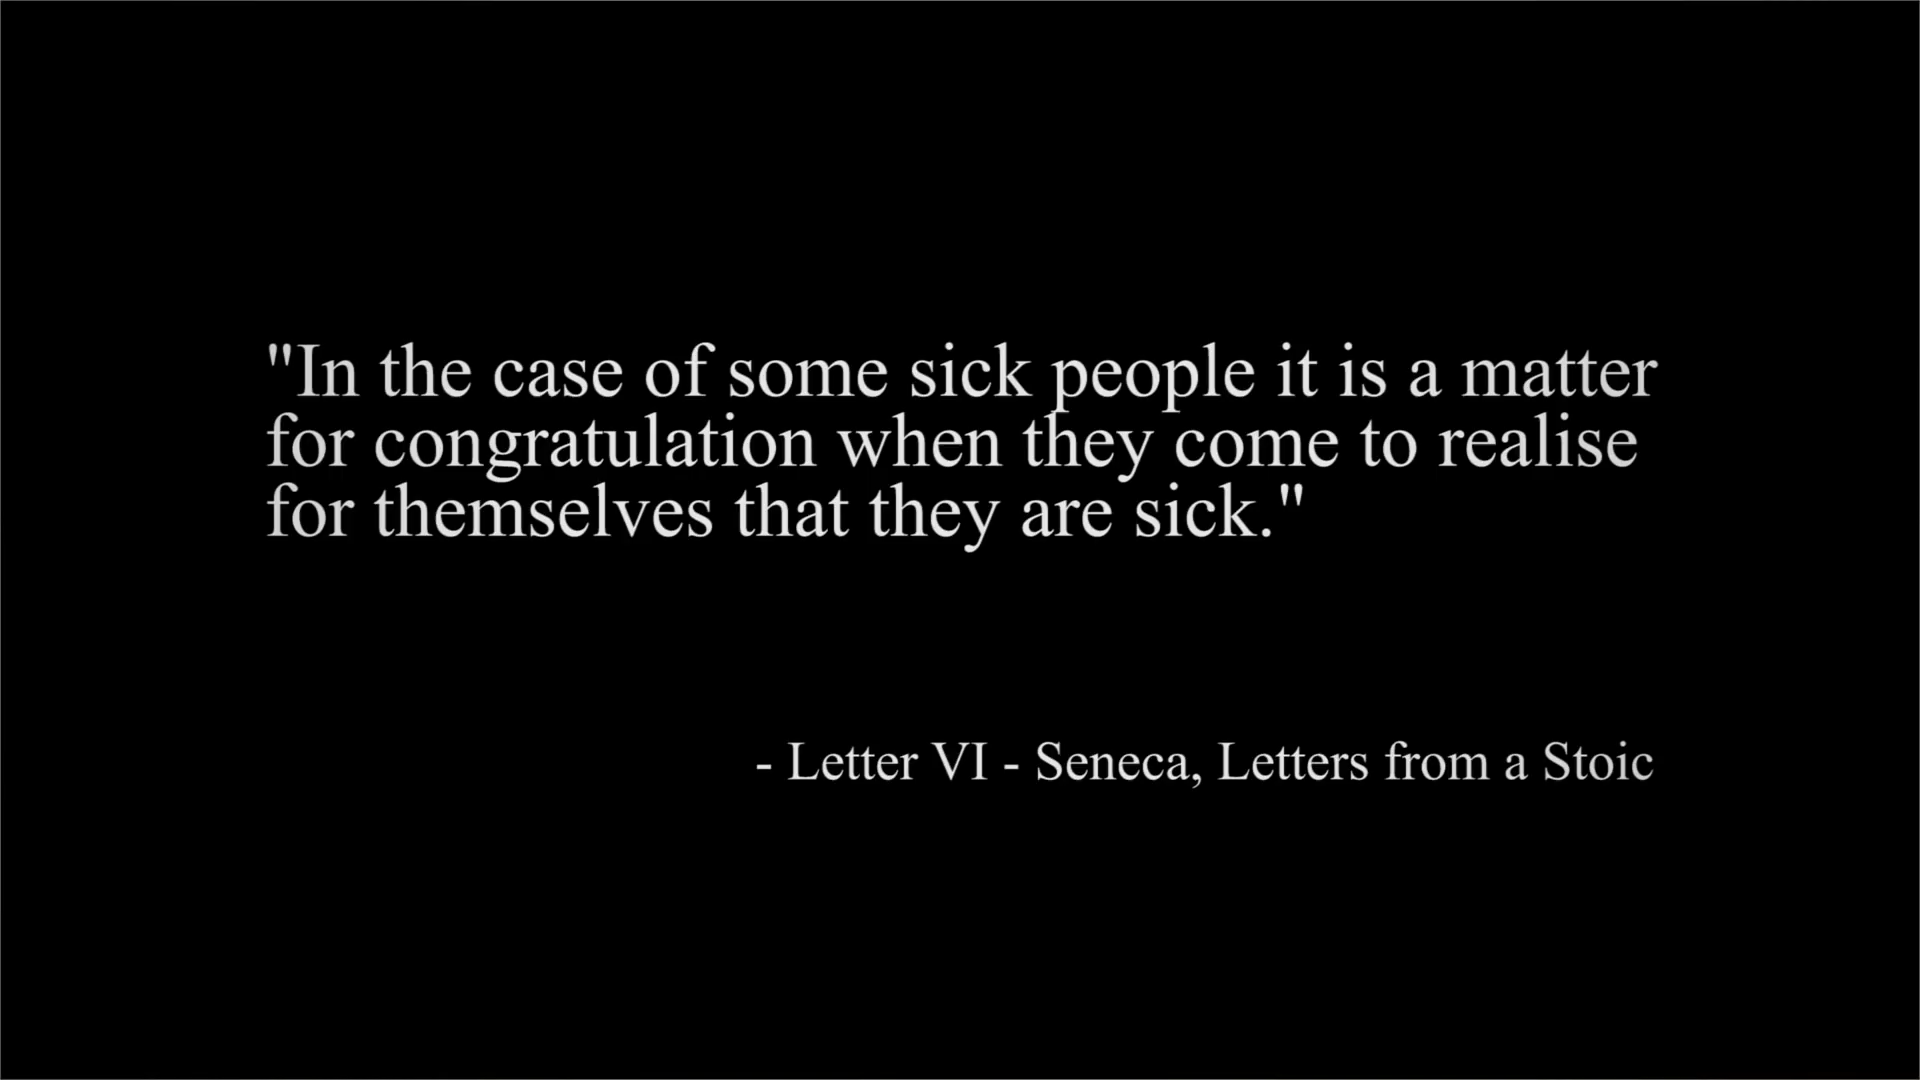 "In the case of some sick people it is a matter
for congratulation when they come to realise
for themselves that they are sick."
- Letter VI - Seneca, Letters from a Stoic